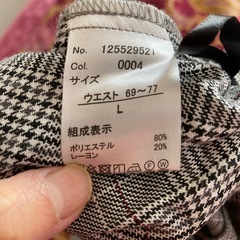 No. 125529521
Col. 0004
サイズ
ウエスト 69～77
L
組成表示
80%
ポリエステル 20%
レーヨン